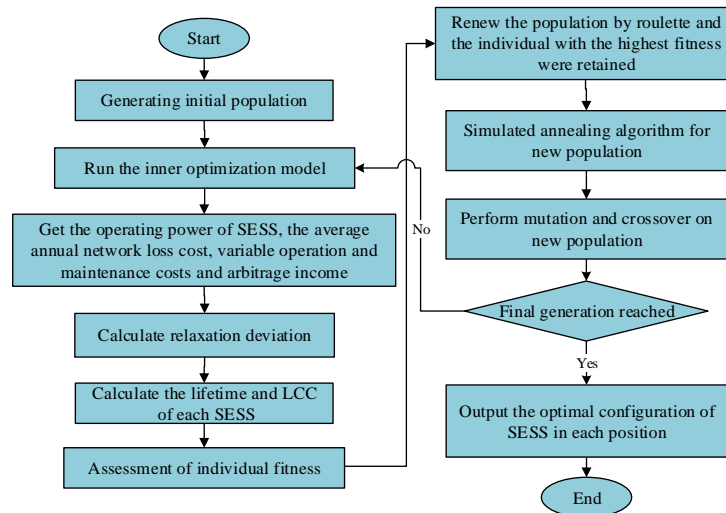 Start
Generating initial population
Run the inner optimization model
Get the operating power of SESS, the average
annual network loss cost, variable operation and
maintenance costs and arbitrage income
Calculate relaxation deviation
Calculate the lifetime and LCC
of each SESS
Assessment of individual fitness
Renew the population by roulette and
the individual with the highest fitness
were retained
Simulated annealing algorithm for
new population
Perform mutation and crossover on
new population
No
Final generation reached
Yes
Output the optimal configuration of
SESS in each position
End